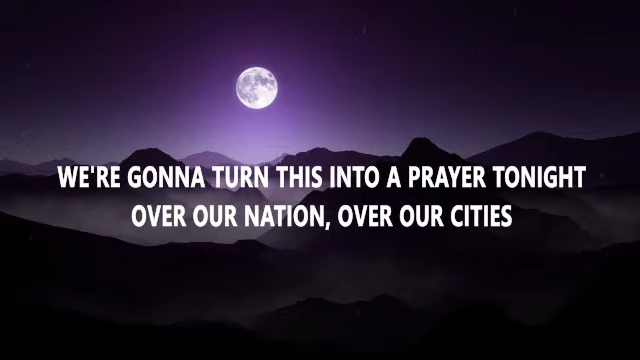 WE'RE GONNA TURN THIS INTO A PRAYER TONIGHT
OVER OUR NATION, OVER OUR CITIES